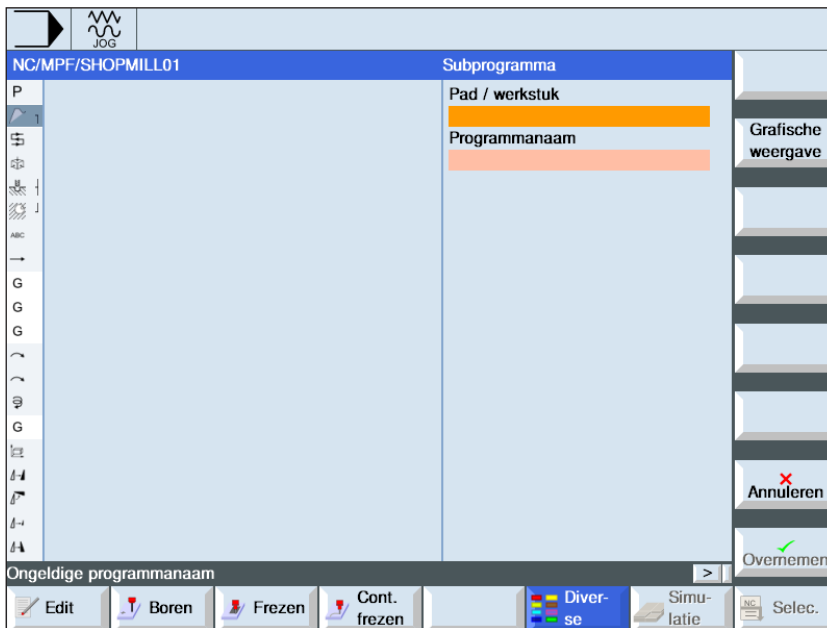 JOG
NC/MPF/SHOPMILL01
Subprogramma
P
Pad / werkstuk
1
Programmanaam
Grafische
weergave
ABC
G
G
G
G
Annuleren
Overnemen
Ongeldige programmanaam
>
Edit
Boren
Frezen
Cont.
frezen
Diver-
se
Simu-
latie
NC
Selec.